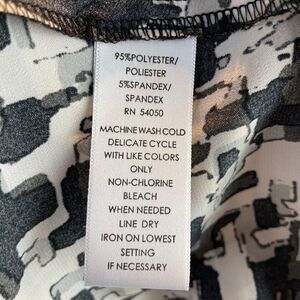 95%POLYESTER/
POLIESTER
5%SPANDEX/
SPANDEX
RN 54050
MACHINE WASH COLD
DELICATE CYCLE
WITH LIKE COLORS
ONLY
NON-CHLORINE
BLEACH
WHEN NEEDED
LINE DRY
IRON ON LOWEST
SETTING
IF NECESSARY